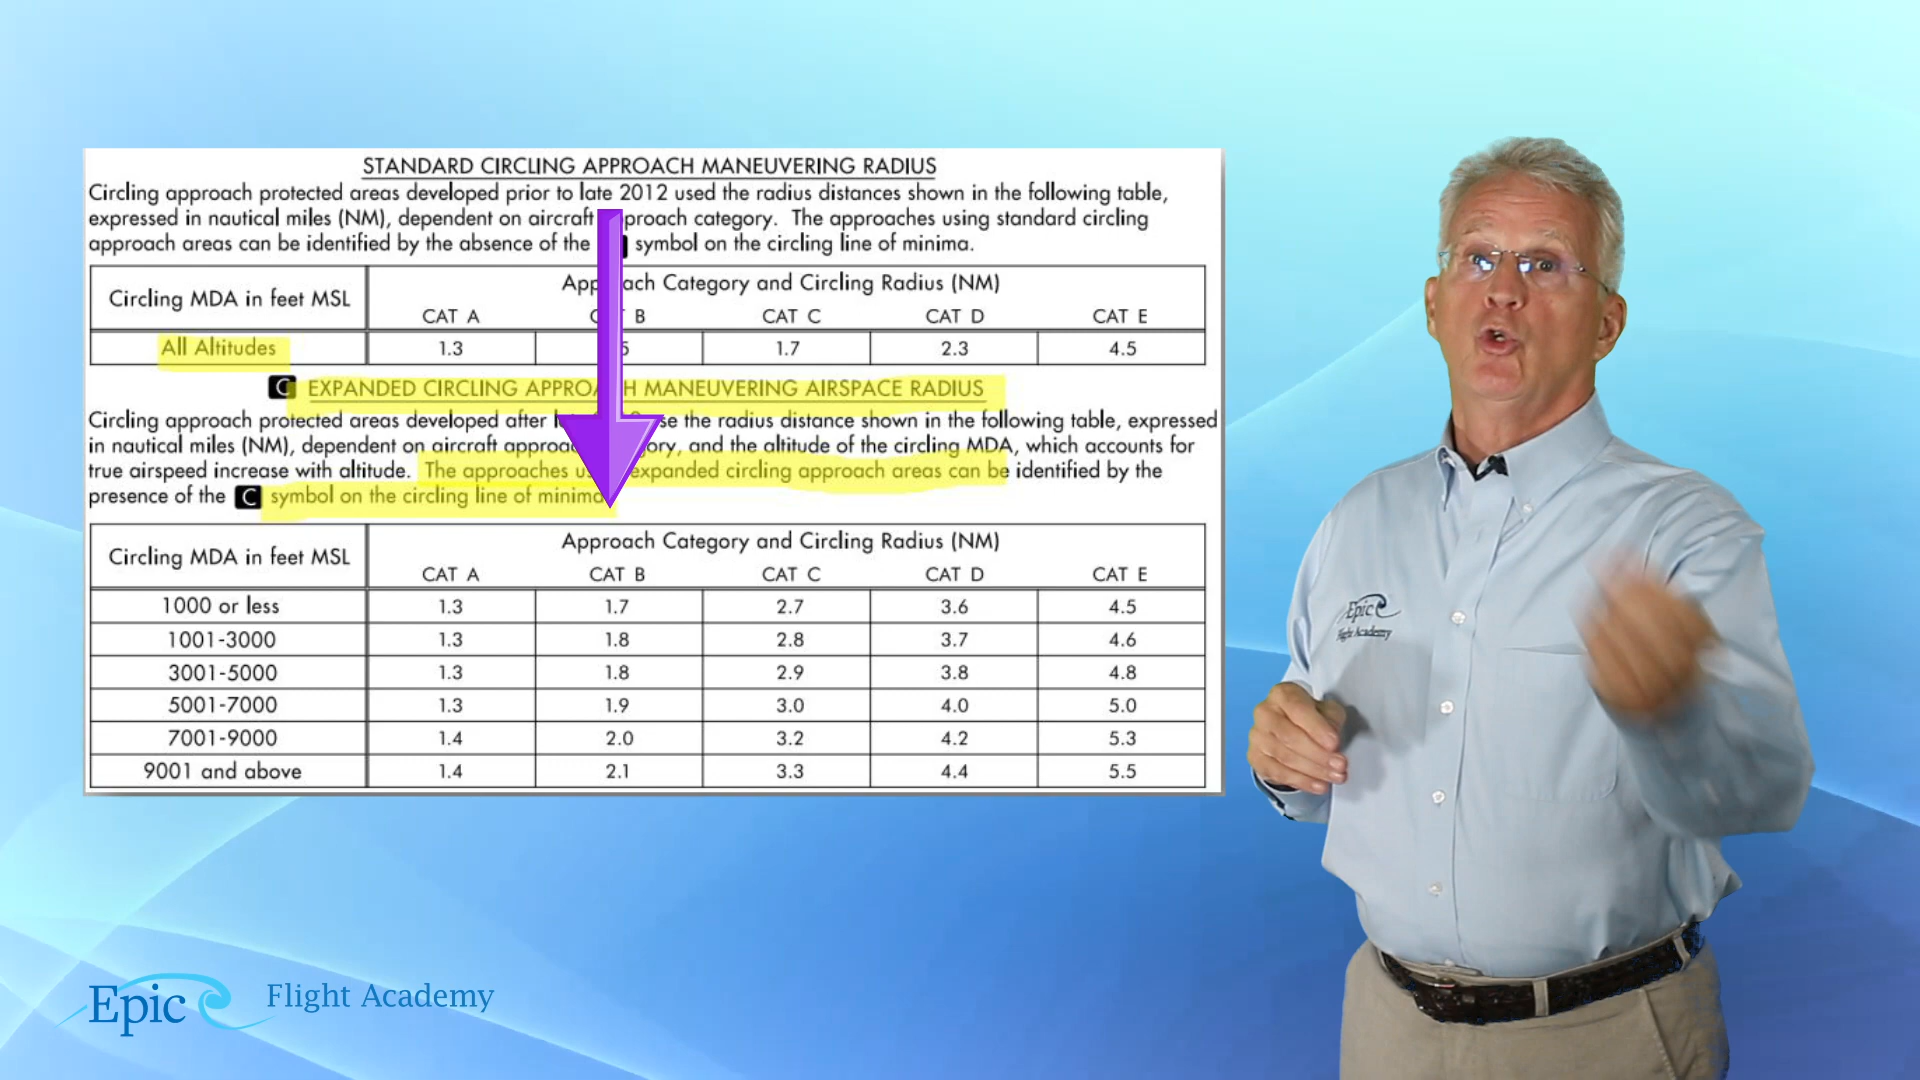 STANDARD CIRCLING APPROACH MANEUVERING RADIUS
Circling approach protected areas developed prior to late 2012 used the radius distances shown in the following table,
expressed in nautical miles (NM), dependent on aircraft proach category. The approaches using standard circling
approach areas can be identified by the absence of the symbol on the circling line of minima.
Circling MDA in feet MSL
Approach Category and Circling Radius (NM)
CAT A CAT B CAT C CAT D CAT E
All Altitudes 1.3 1.7 2.3 4.5
C EXPANDED CIRCLING APPROACH MANEUVERING AIRSPACE RADIUS
Circling approach protected areas developed after the radius distance shown in the following table, expressed
in nautical miles (NM), dependent on aircraft and the altitude of the circling MDA, which accounts for
true airspeed increase with altitude. The approaches expanded circling approach areas can be identified by the
presence of the C symbol on the circling line of minima
Circling MDA in feet MSL
Approach Category and Circling Radius (NM)
CAT A CAT B CAT C CAT D CAT E
1000 or less 1.3 1.7 2.7 3.6 4.5
1001-3000 1.3 1.8 2.8 3.7 4.6
3001-5000 1.3 1.8 2.9 3.8 4.8
5001-7000 1.3 1.9 3.0 4.0 5.0
7001-9000 1.4 2.0 3.2 4.2 5.3
9001 and above 1.4 2.1 3.3 4.4 5.5
Epic
Flight Academy
Epic Flight Academy